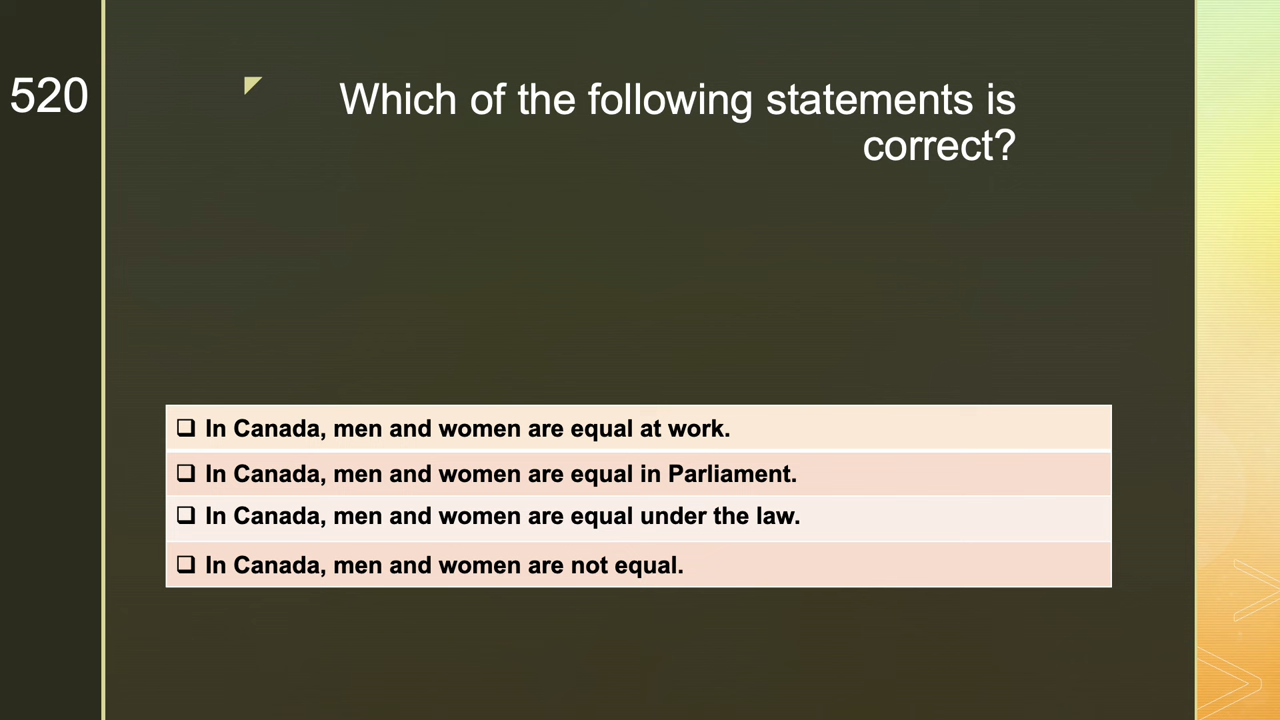 520
Which of the following statements is
correct?
❑ In Canada, men and women are equal at work.
❑ In Canada, men and women are equal in Parliament.
❑ In Canada, men and women are equal under the law.
❑ In Canada, men and women are not equal.